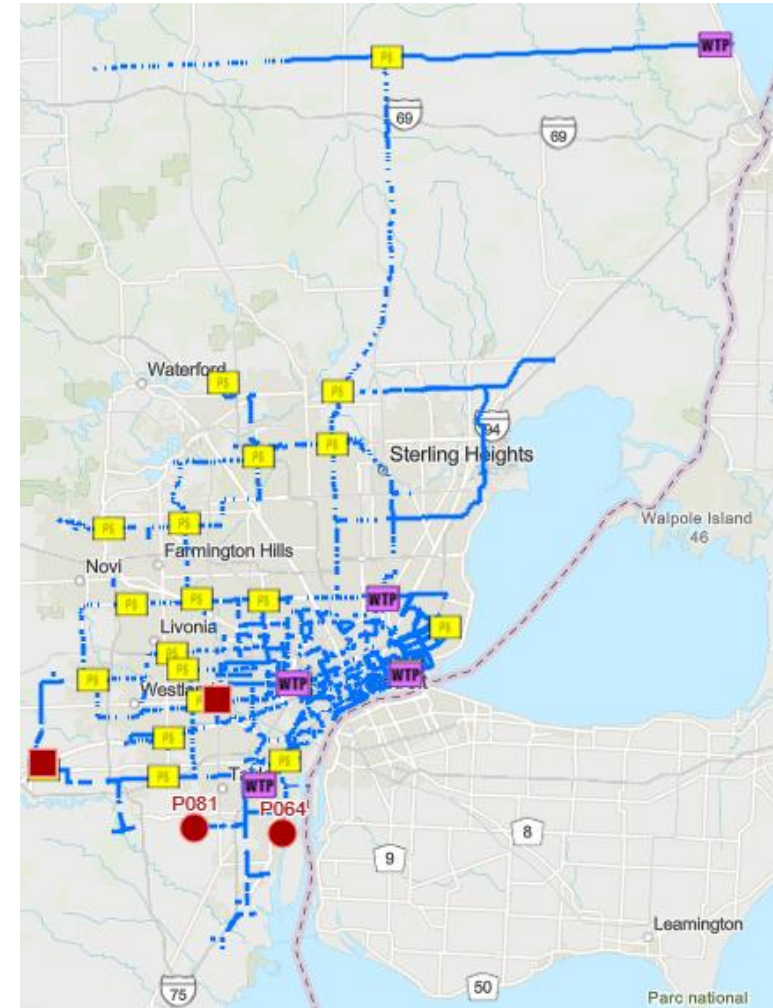 WTP
PS
69
69
Waterford
PS
PS
94
PS
Sterling Heights
PS
Walpole Island
46
PS
PS
Farmington Hills
Novi
WTP
PS
PS
PS
PS
Livonia
PS
PS
WTP
WTP
PS
PS
PS
PS
WTP
P081
P064
8
9
Leamington
75
50
Parc national